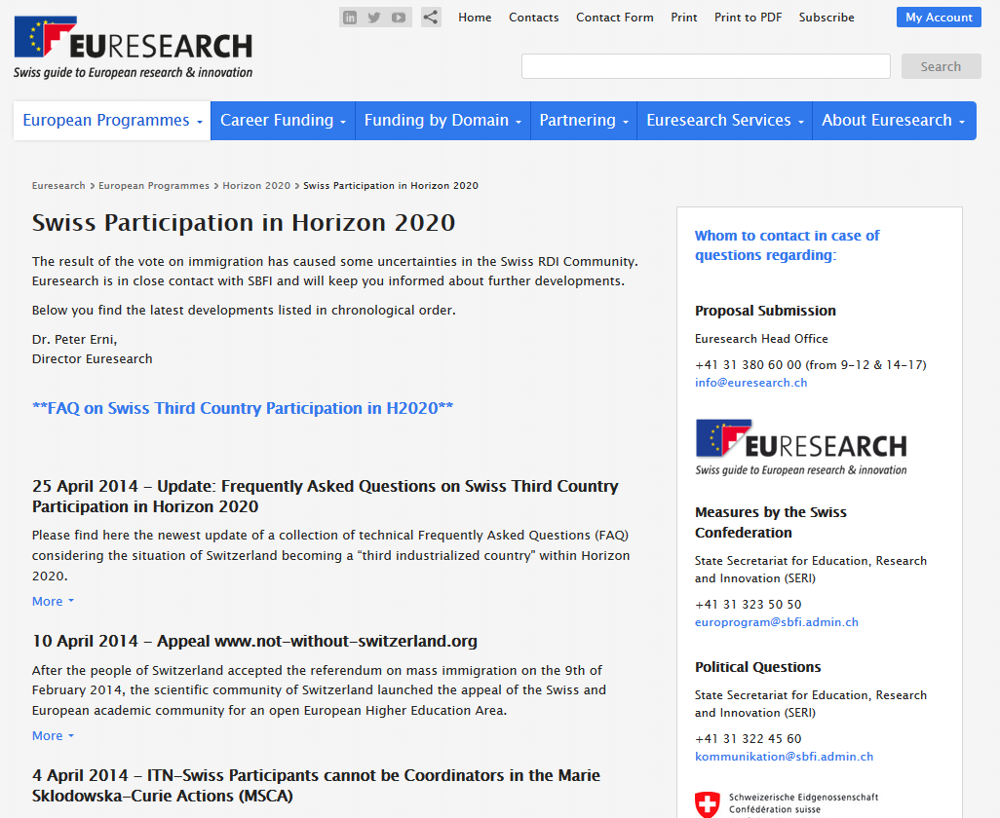 Home Contacts Contact Form Print Print to PDF Subscribe My Account
EURESEARCH
Swiss guide to European research & innovation
Search
European Programmes Career Funding Funding by Domain Partnering Euresearch Services About Euresearch
Euresearch > European Programmes > Horizon 2020 > Swiss Participation in Horizon 2020
Swiss Participation in Horizon 2020
The result of the vote on immigration has caused some uncertainties in the Swiss RDI Community.
Euresearch is in close contact with SBFI and will keep you informed about further developments.
Below you find the latest developments listed in chronological order.
Dr. Peter Erni,
Director Euresearch
**FAQ on Swiss Third Country Participation in H2020**
25 April 2014 – Update: Frequently Asked Questions on Swiss Third Country
Participation in Horizon 2020
Please find here the newest update of a collection of technical Frequently Asked Questions (FAQ)
considering the situation of Switzerland becoming a “third industrialized country” within Horizon
2020.
More
10 April 2014 – Appeal www.not-without-switzerland.org
After the people of Switzerland accepted the referendum on mass immigration on the 9th of
February 2014, the scientific community of Switzerland launched the appeal of the Swiss and
European academic community for an open European Higher Education Area.
More
4 April 2014 – ITN-Swiss Participants cannot be Coordinators in the Marie
Sklodowska-Curie Actions (MSCA)
Whom to contact in case of
questions regarding:
Proposal Submission
Euresearch Head Office
+41 31 380 60 00 (from 9-12 & 14-17)
info@euresearch.ch
EURESEARCH
Swiss guide to European research & innovation
Measures by the Swiss
Confederation
State Secretariat for Education, Research
and Innovation (SERI)
+41 31 323 50 50
europrogram@sbfi.admin.ch
Political Questions
State Secretariat for Education, Research
and Innovation (SERI)
+41 31 322 45 60
kommunikation@sbfi.admin.ch
Schweizerische Eidgenossenschaft
Confédération suisse